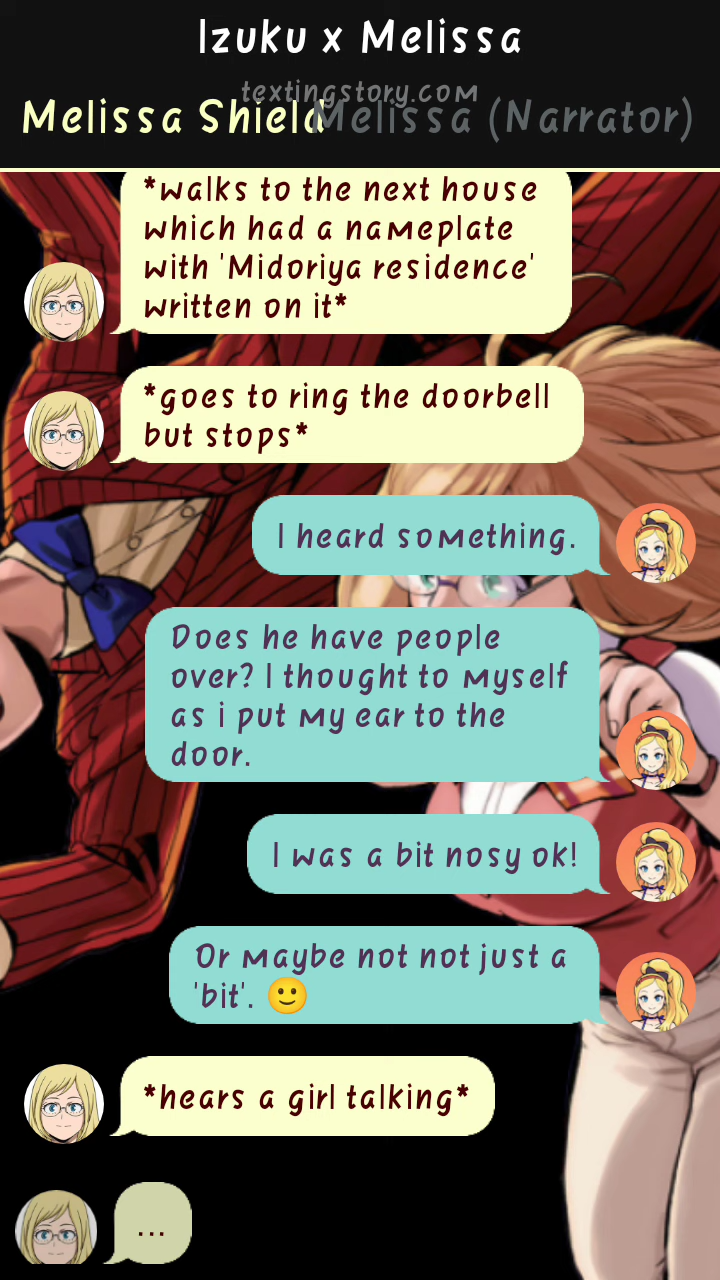 Izuku x Melissa
textingstory.com
Melissa Shield Melissa (Narrator)
*walks to the next house
which had a nameplate
with 'Midoriya residence'
written on it*
*goes to ring the doorbell
but stops*
I heard something.
Does he have people
over? I thought to myself
as i put my ear to the
door.
I was a bit nosy ok!
Or maybe not not just a
'bit'. 🙂
*hears a girl talking*
...